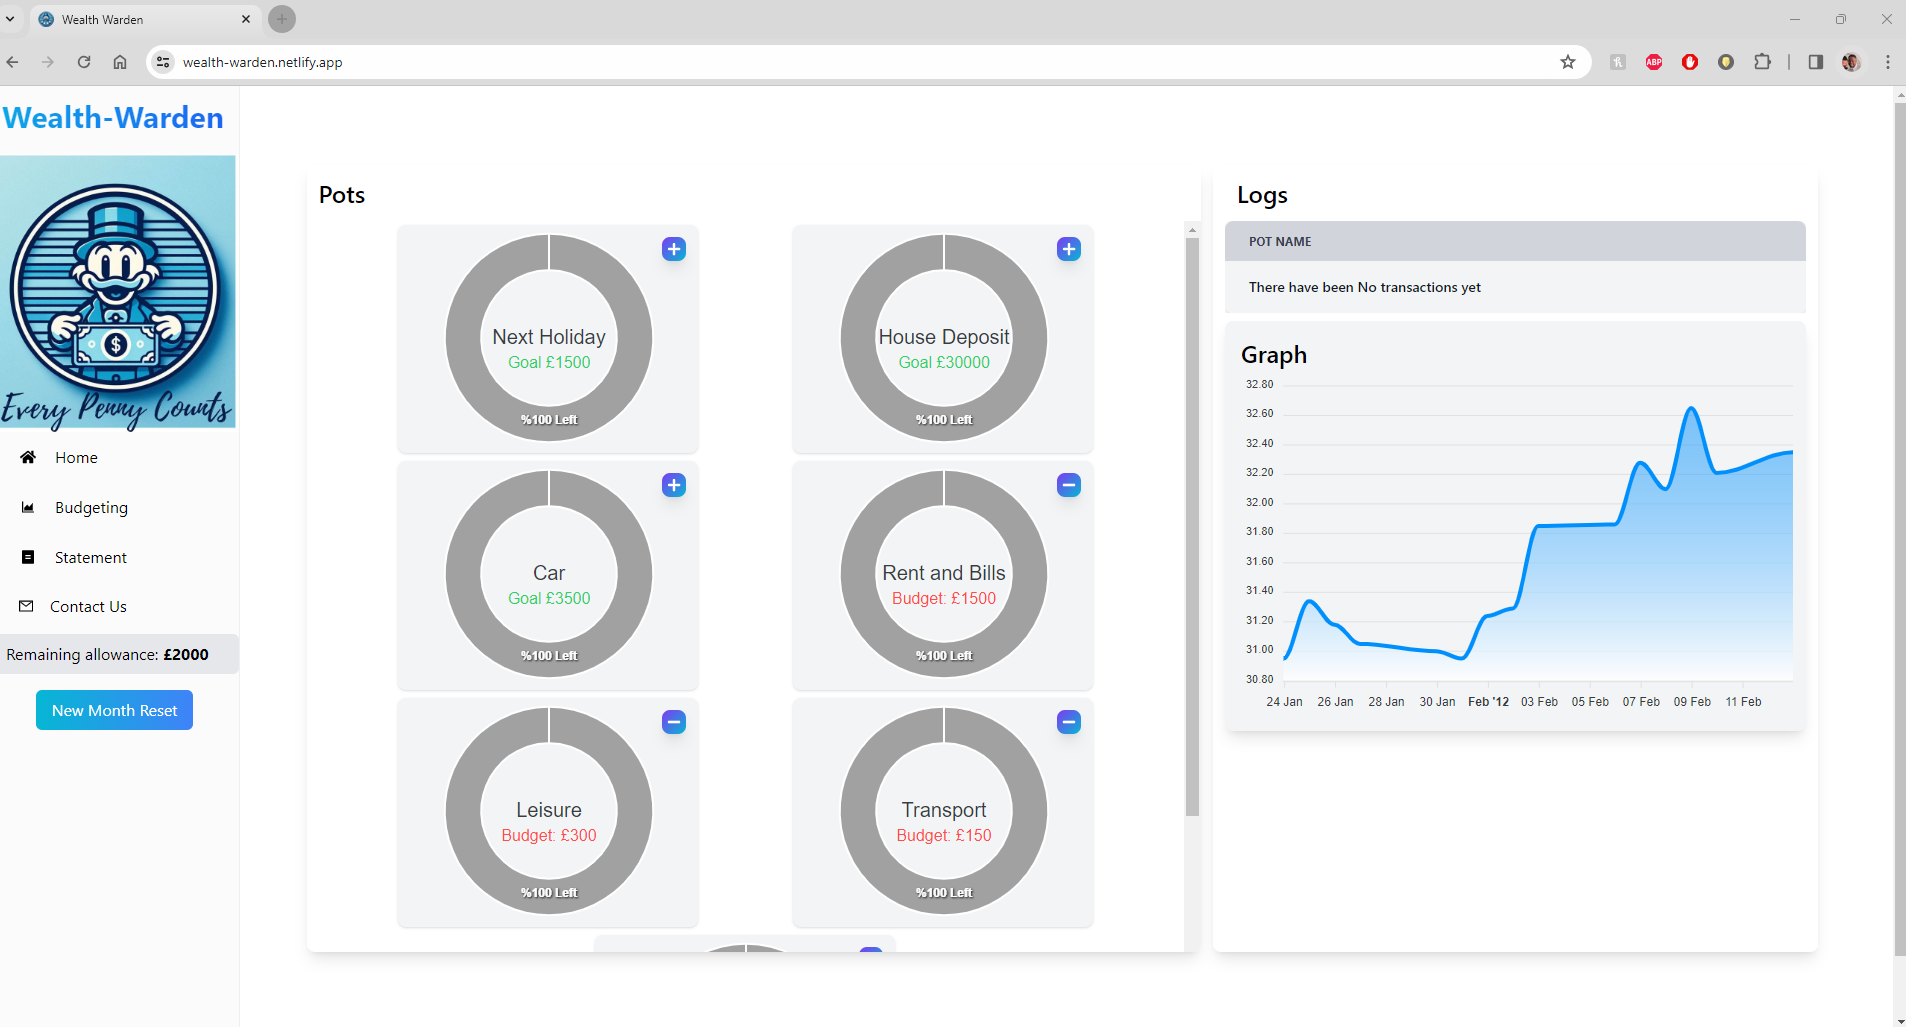 Wealth Warden
wealth-warden.netlify.app
ABP
Wealth-Warden
$
Every Penny Counts
Home
Budgeting
Statement
Contact Us
Remaining allowance: £2000
New Month Reset
Pots
Next Holiday
Goal £1500
%100 Left
House Deposit
Goal £30000
%100 Left
Car
Goal £3500
%100 Left
Rent and Bills
Budget: £1500
%100 Left
Leisure
Budget: £300
%100 Left
Transport
Budget: £150
%100 Left
Logs
POT NAME
There have been No transactions yet
Graph
32.80
32.60
32.40
32.20
32.00
31.80
31.60
31.40
31.20
31.00
30.80
24 Jan 26 Jan 28 Jan 30 Jan Feb '12 03 Feb 05 Feb 07 Feb 09 Feb 11 Feb